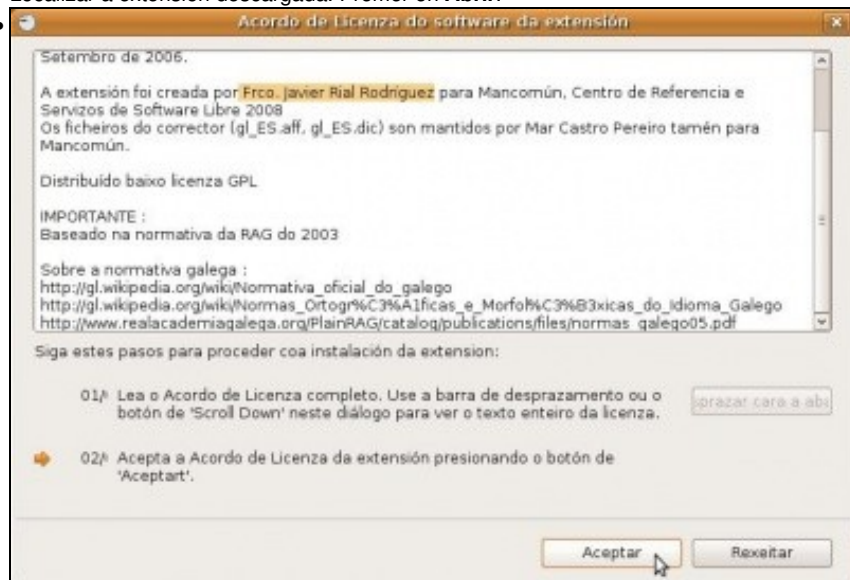 Acordo de Licenza do software da extensión
Setembro de 2006.
A extensión foi creada por Frco. Javier Rial Rodríguez para Mancomún, Centro de Referencia e
Servizos de Software Libre 2008
Os ficheiros do corrector (gl_ES.aff, gl_ES.dic) son mantidos por Mar Castro Pereiro tamén para
Mancomún.
Distribuído baixo licenza GPL
IMPORTANTE :
Baseado na normativa da RAG do 2003
Sobre a normativa galega :
http://gl.wikipedia.org/wiki/Normativa_oficial_do_galego
http://gl.wikipedia.org/wiki/Normas_Ortogr%C3%A1ficas_e_Morfol%C3%B3xicas_do_Idioma_Galego
http://www.realacademiagalega.org/PlainRAG/catalog/publications/files/normas_galego05.pdf
Siga estes pasos para proceder coa instalación da extension:
01/ Lea o Acordo de Licenza completo. Use a barra de desprazamento ou o
botón de 'Scroll Down' neste diálogo para ver o texto enteiro da licenza.
prazar cara a aba
02/ Acepta a Acordo de Licenza da extensión presionando o botón de
'Aceptart'.
Aceptar
Rexeitar